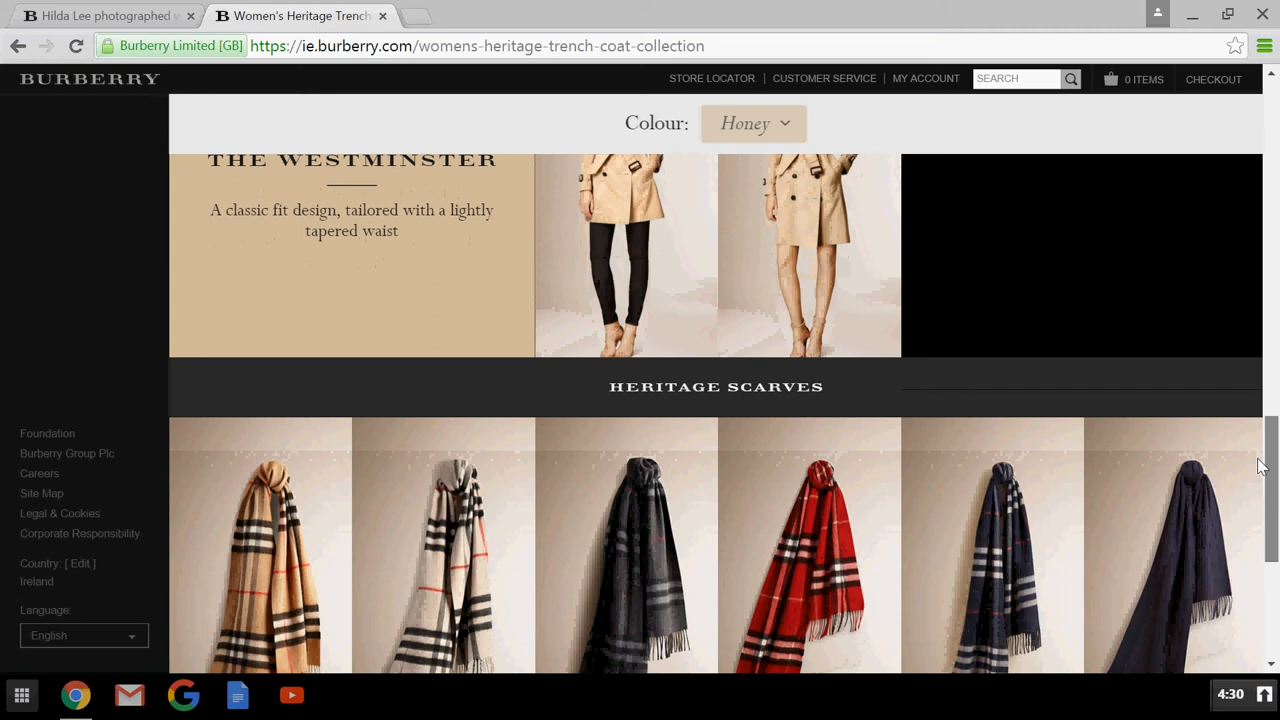 Hilda Lee photographed
Women's Heritage Trench
Burberry Limited [GB]
https://ie.burberry.com/womens-heritage-trench-coat-collection
BURBERRY
STORE LOCATOR
CUSTOMER SERVICE
MY ACCOUNT
SEARCH
0 ITEMS
CHECKOUT
Colour:
Honey
THE WESTMINSTER
A classic fit design, tailored with a lightly
tapered waist
HERITAGE SCARVES
Foundation
Burberry Group Plc
Careers
Site Map
Legal & Cookies
Corporate Responsibility
Country: [ Edit ]
Ireland
Language:
English
4:30